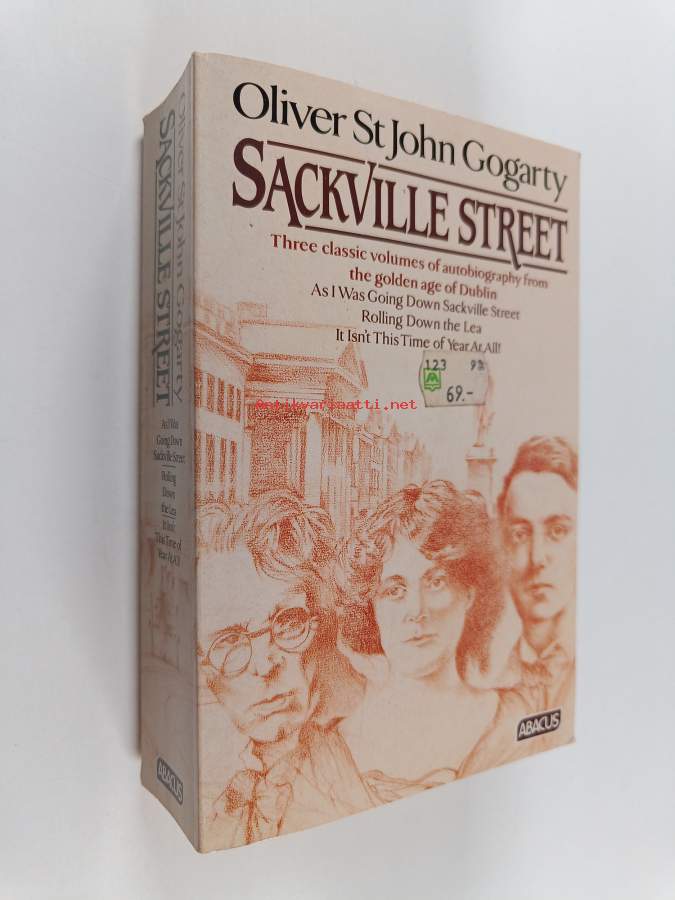 Oliver St John Gogarty
SACKVILLE STREET
Three classic volumes of autobiography from
the golden age of Dublin
As I Was Going Down Sackville Street
Rolling Down the Lea
It Isn't This Time of Year At All!
123
69.-
Antikvariaatti.net
ABACUS
Oliver St John Gogarty
SACKVILLE STREET
As I Was
Going Down
Sackville Street
Rolling
Down
the Lea
It Isn't
This Time of
Year At All!
ABACUS